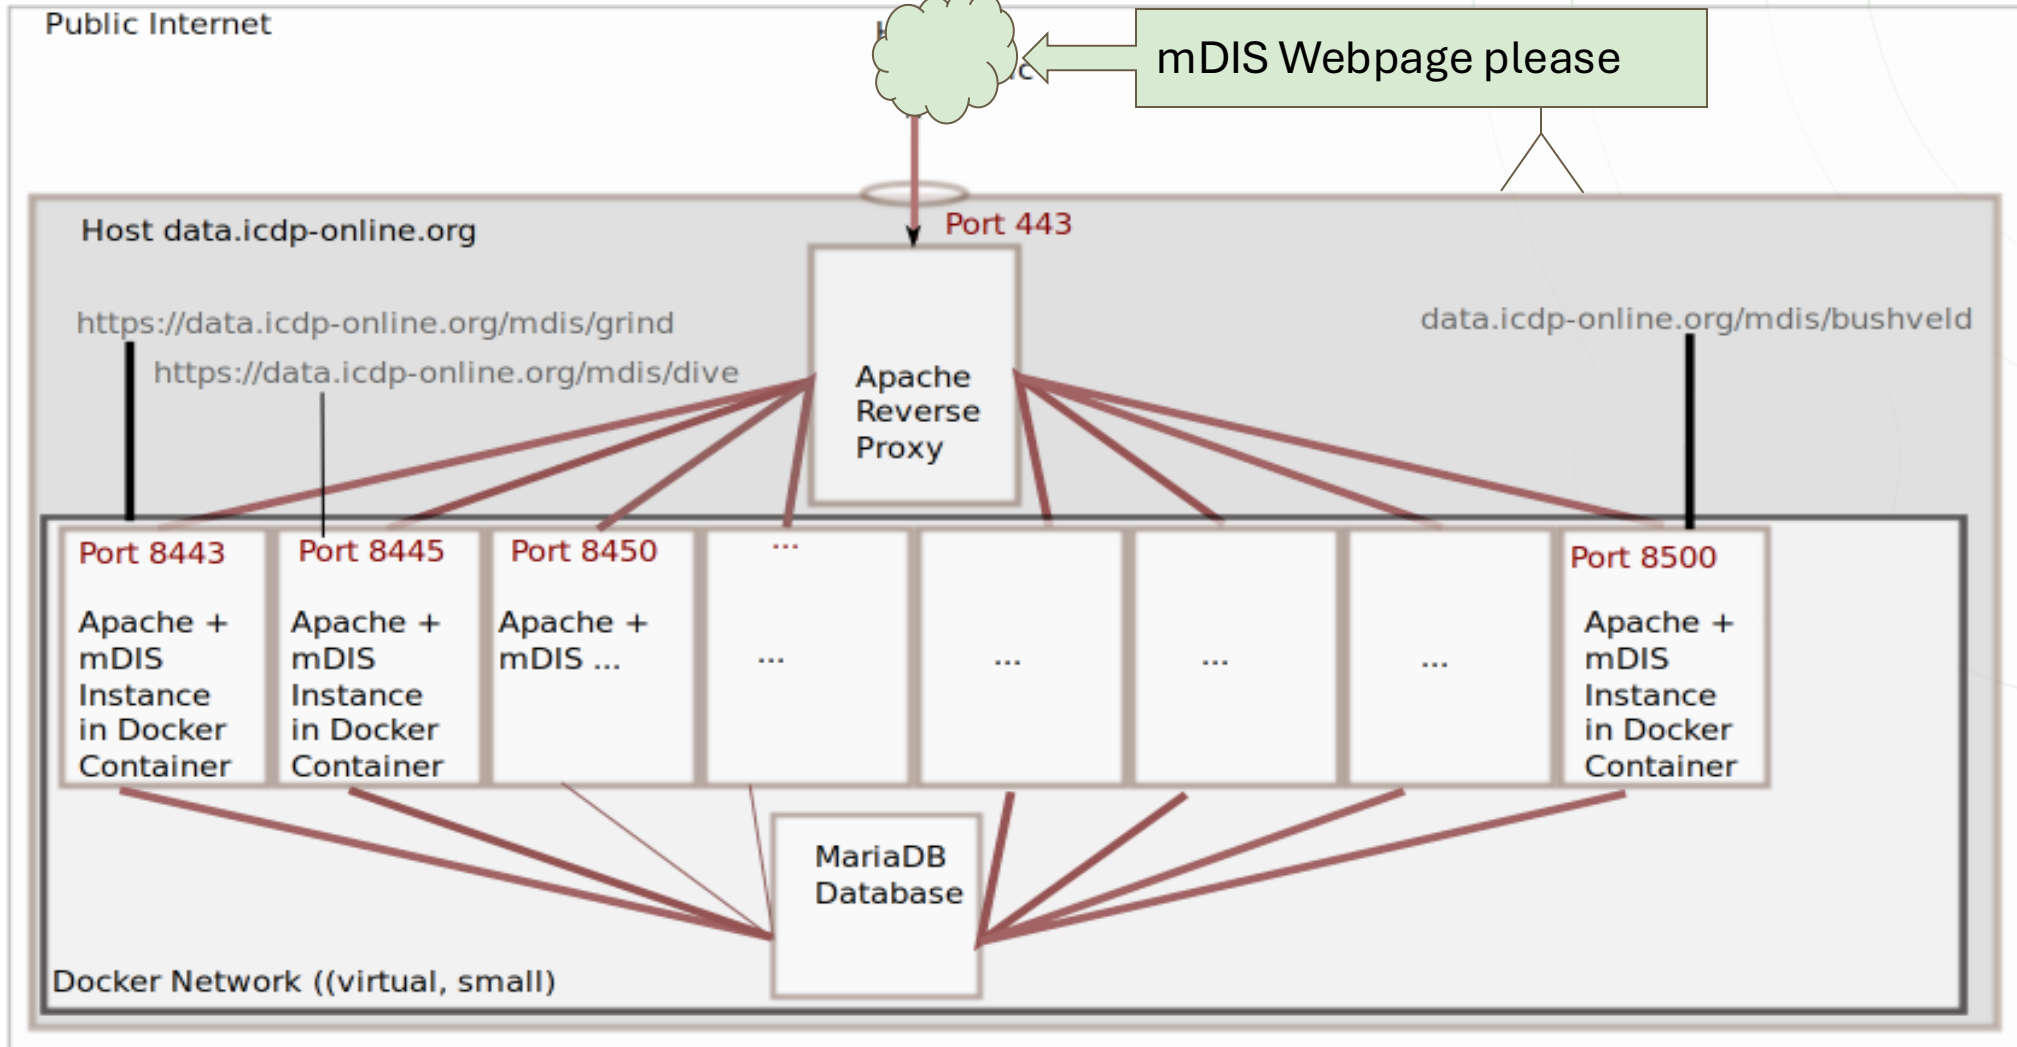 Public Internet
mDIS Webpage please
Host data.icdp-online.org
Port 443
https://data.icdp-online.org/mdis/grind
https://data.icdp-online.org/mdis/dive
data.icdp-online.org/mdis/bushveld
Apache
Reverse
Proxy
Port 8443
Apache +
mDIS
Instance
in Docker
Container
Port 8445
Apache +
mDIS
Instance
in Docker
Container
Port 8450
Apache +
mDIS ...
...
...
...
...
...
Port 8500
Apache +
mDIS
Instance
in Docker
Container
MariaDB
Database
Docker Network ((virtual, small)